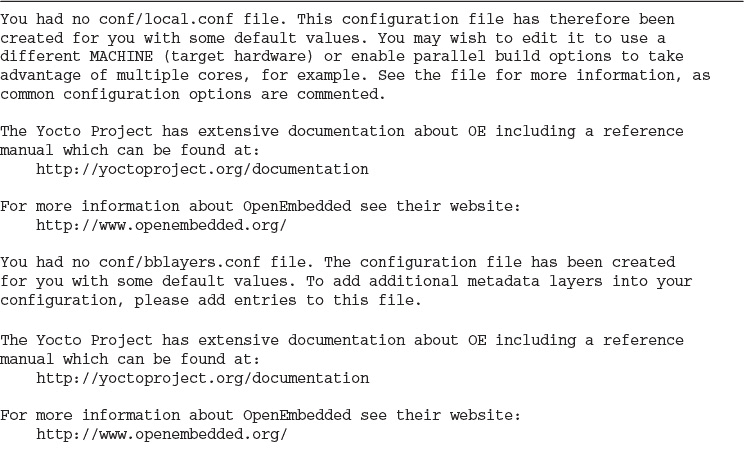 You had no conf/local.conf file. This configuration file has therefore been
created for you with some default values. You may wish to edit it to use a
different MACHINE (target hardware) or enable parallel build options to take
advantage of multiple cores, for example. See the file for more information, as
common configuration options are commented.

The Yocto Project has extensive documentation about OE including a reference
manual which can be found at:
    http://yoctoproject.org/documentation

For more information about OpenEmbedded see their website:
    http://www.openembedded.org/

You had no conf/bblayers.conf file. The configuration file has been created
for you with some default values. To add additional metadata layers into your
configuration, please add entries to this file.

The Yocto Project has extensive documentation about OE including a reference
manual which can be found at:
    http://yoctoproject.org/documentation

For more information about OpenEmbedded see their website:
    http://www.openembedded.org/